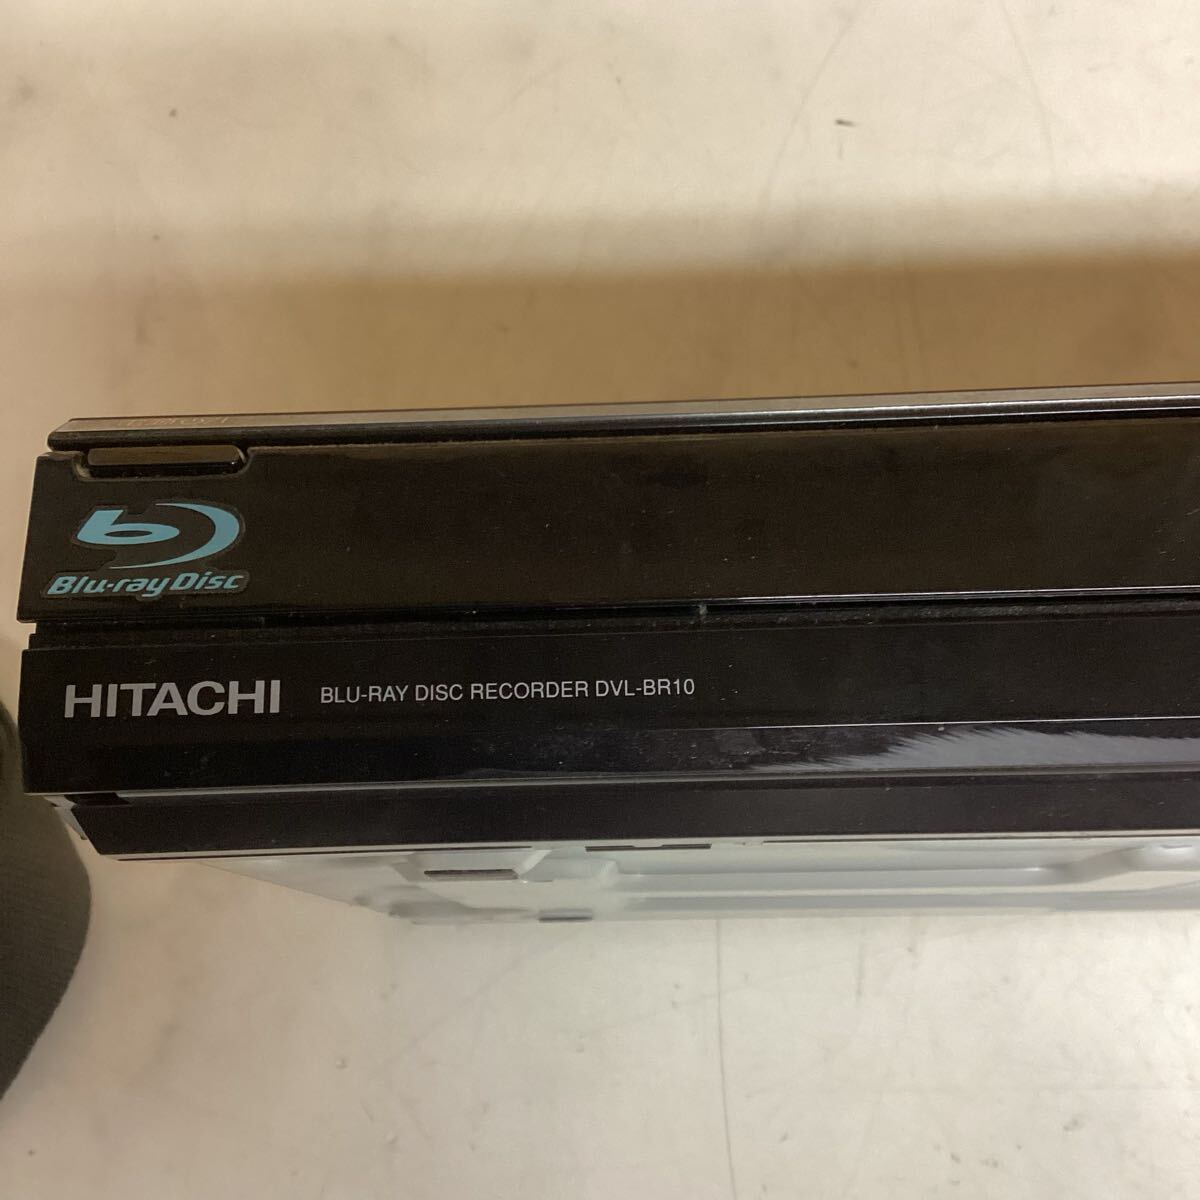 Blu-ray Disc
HITACHI BLU-RAY DISC RECORDER DVL-BR10